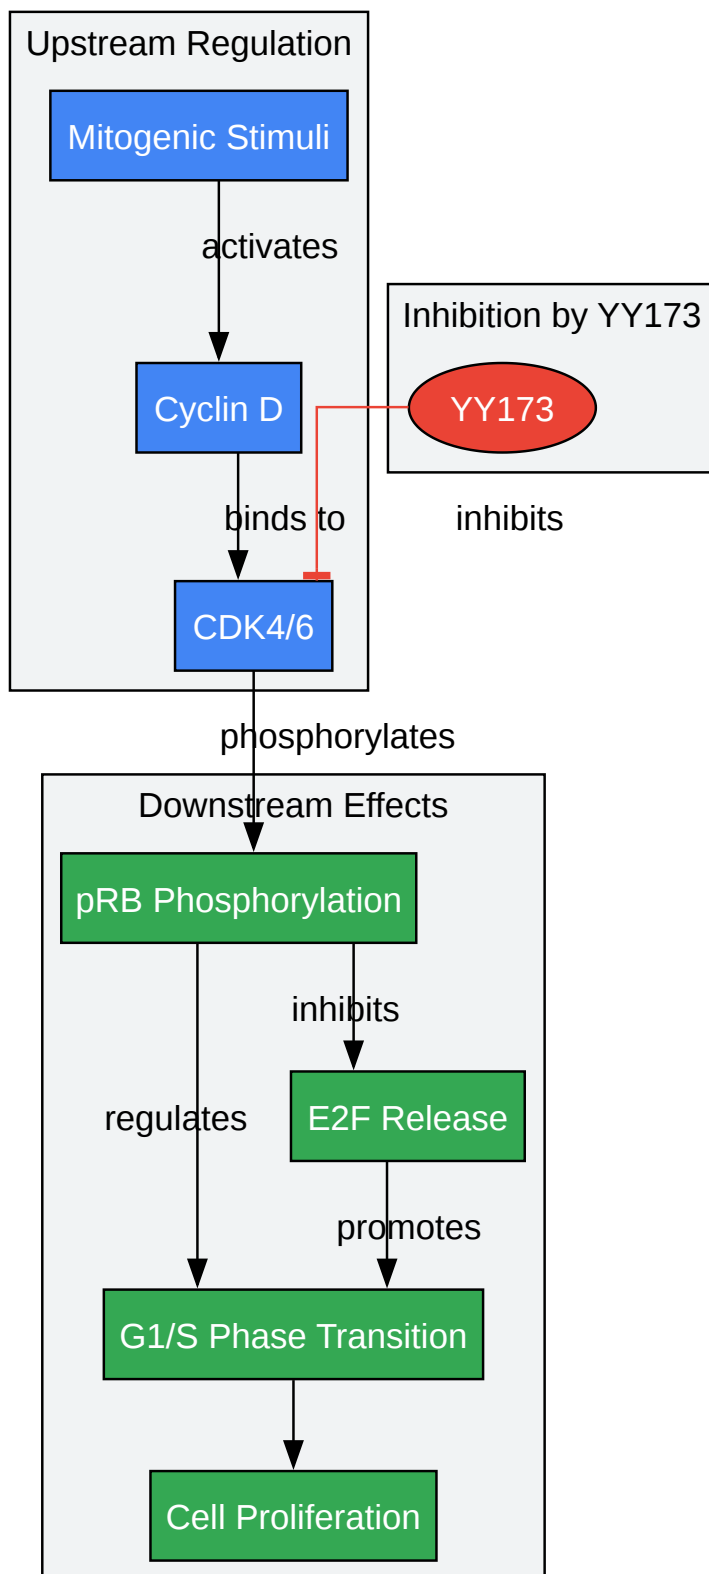 Upstream Regulation
Mitogenic Stimuli
activates
Inhibition by YY173
Cyclin D
YY173
binds to
inhibits
CDK4/6
phosphorylates
Downstream Effects
pRB Phosphorylation
inhibits
E2F Release
regulates
promotes
G1/S Phase Transition
Cell Proliferation